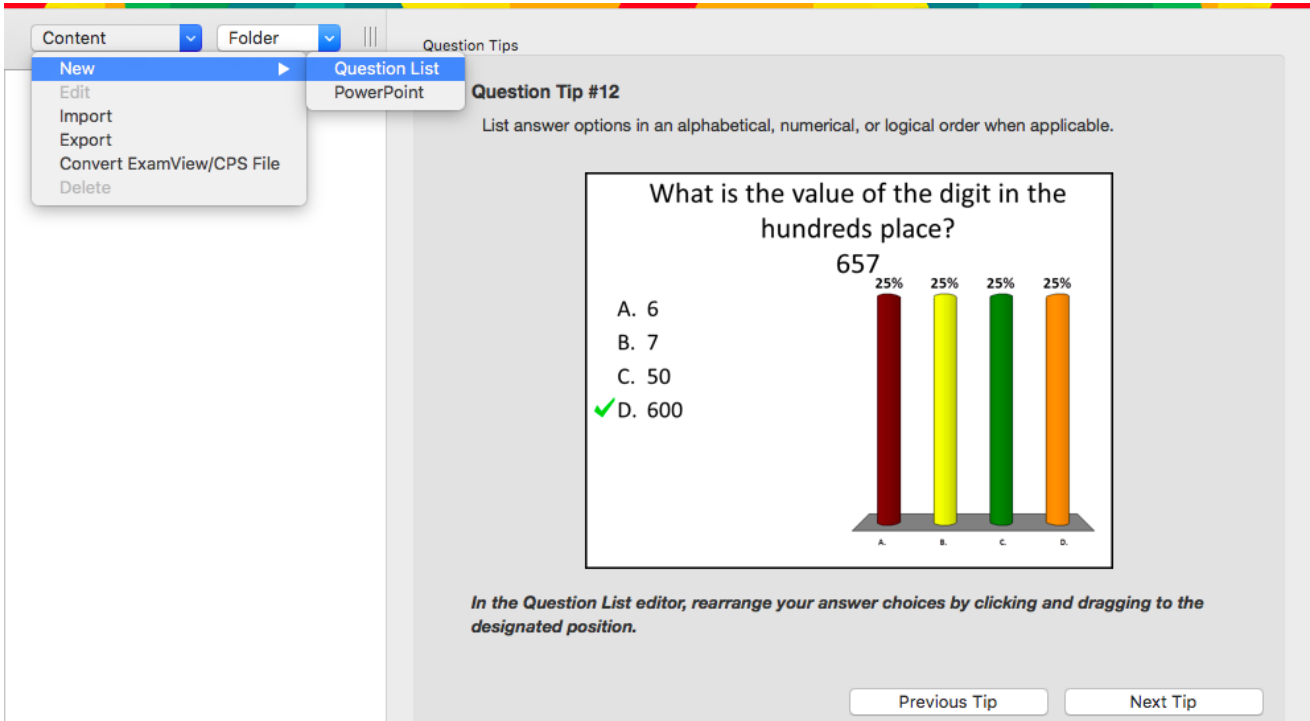 Content
Folder
New
Question List
Edit
PowerPoint
Import
Export
Convert ExamView/CPS File
Delete
Question Tips
Question Tip #12
List answer options in an alphabetical, numerical, or logical order when applicable.
What is the value of the digit in the
hundreds place?
657
25% 25% 25% 25%
A. 6
B. 7
C. 50
D. 600
A. B. C. D.
In the Question List editor, rearrange your answer choices by clicking and dragging to the
designated position.
Previous Tip
Next Tip